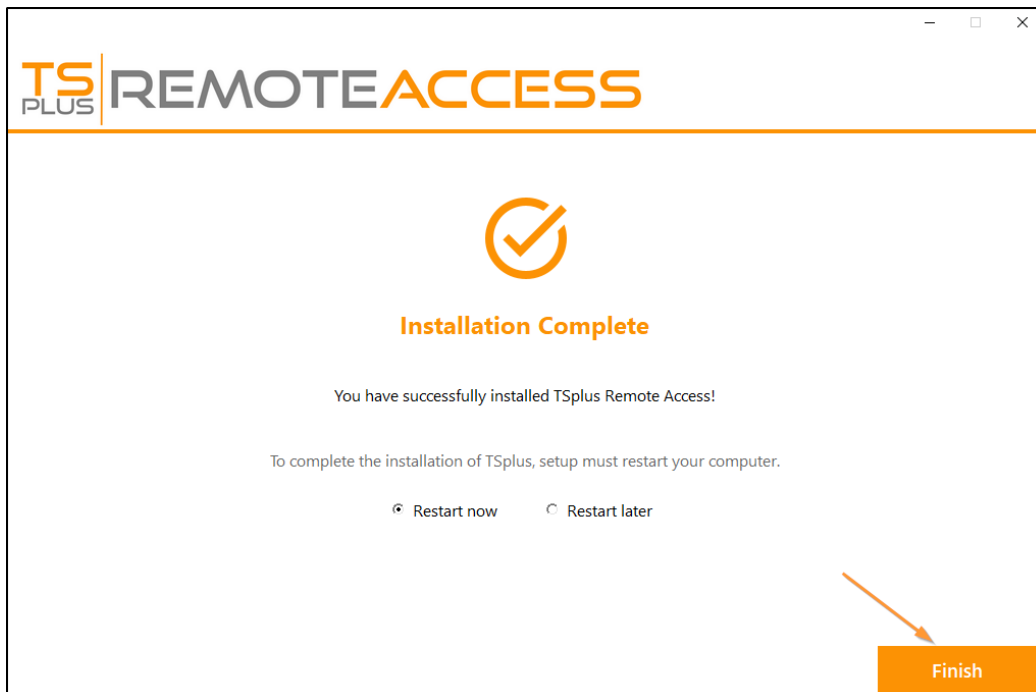 TS PLUS REMOTEACCESS
Installation Complete
You have successfully installed TSplus Remote Access!
To complete the installation of TSplus, setup must restart your computer.
Restart now Restart later
Finish